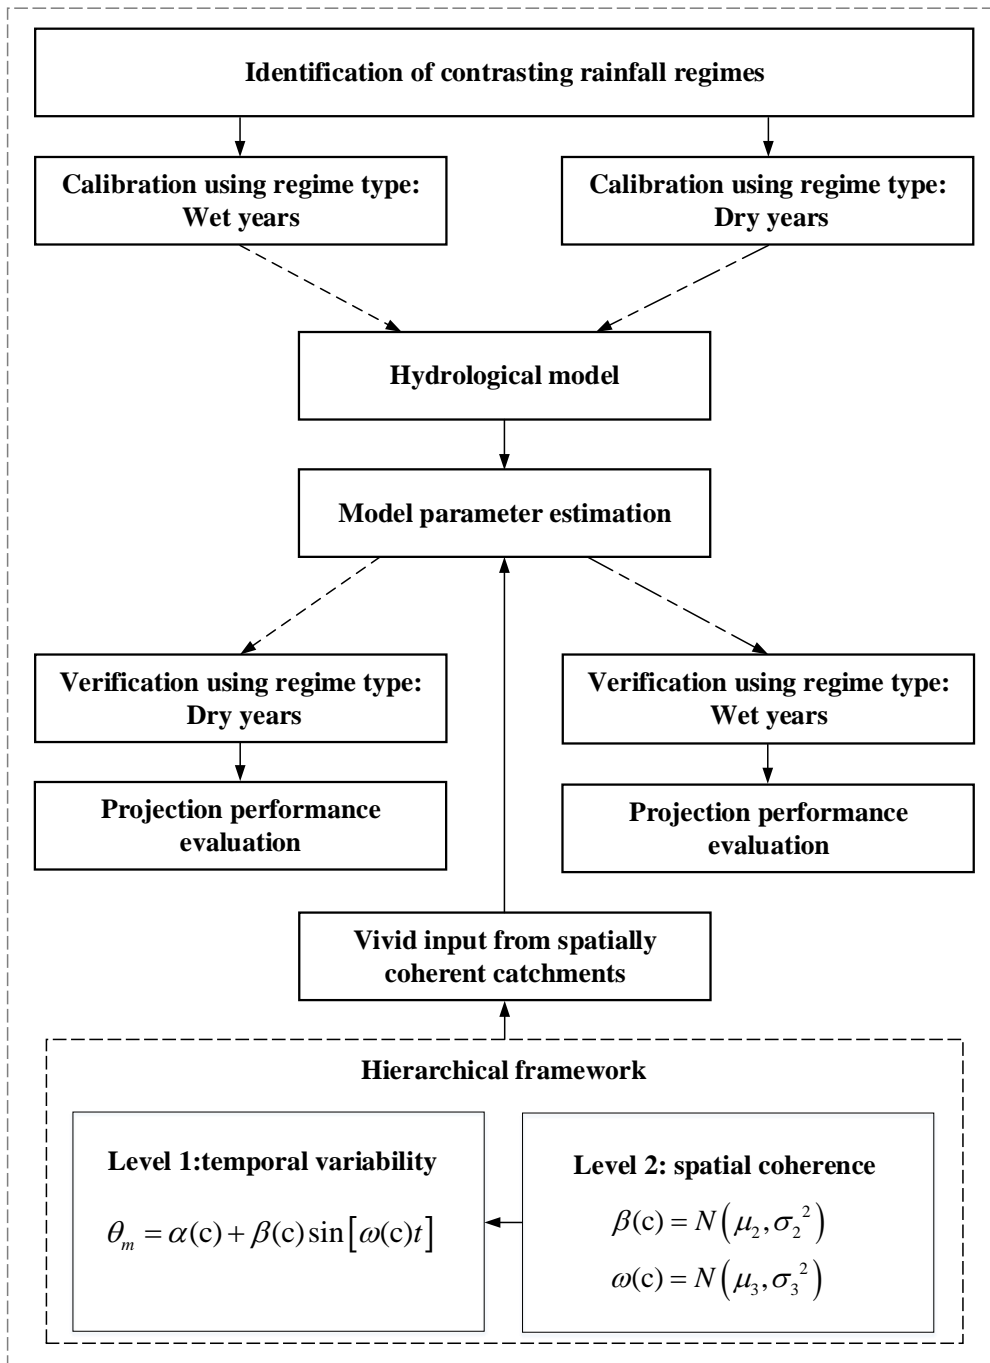 Identification of contrasting rainfall regimes
Calibration using regime type:
Wet years
Calibration using regime type:
Dry years
Hydrological model
Model parameter estimation
Verification using regime type:
Dry years
Verification using regime type:
Wet years
Projection performance
evaluation
Projection performance
evaluation
Vivid input from spatially
coherent catchments
Hierarchical framework
Level 1:temporal variability
θ_m = α(c) + β(c) sin[ω(c)t]
Level 2: spatial coherence
β(c) = N(μ₂, σ₂²)
ω(c) = N(μ₃, σ₃²)